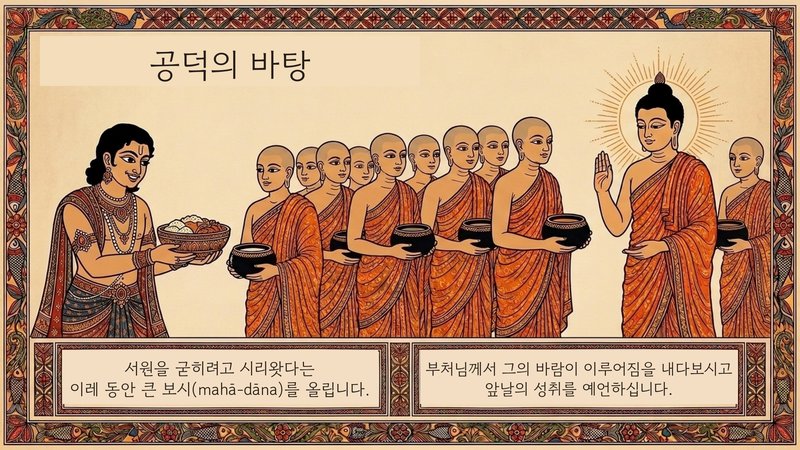 공덕의 바탕
서원을 굳히려고 시리왓다는
이레 동안 큰 보시(mahā-dāna)를 올립니다.
부처님께서 그의 바람이 이루어짐을 내다보시고
앞날의 성취를 예언하십니다.